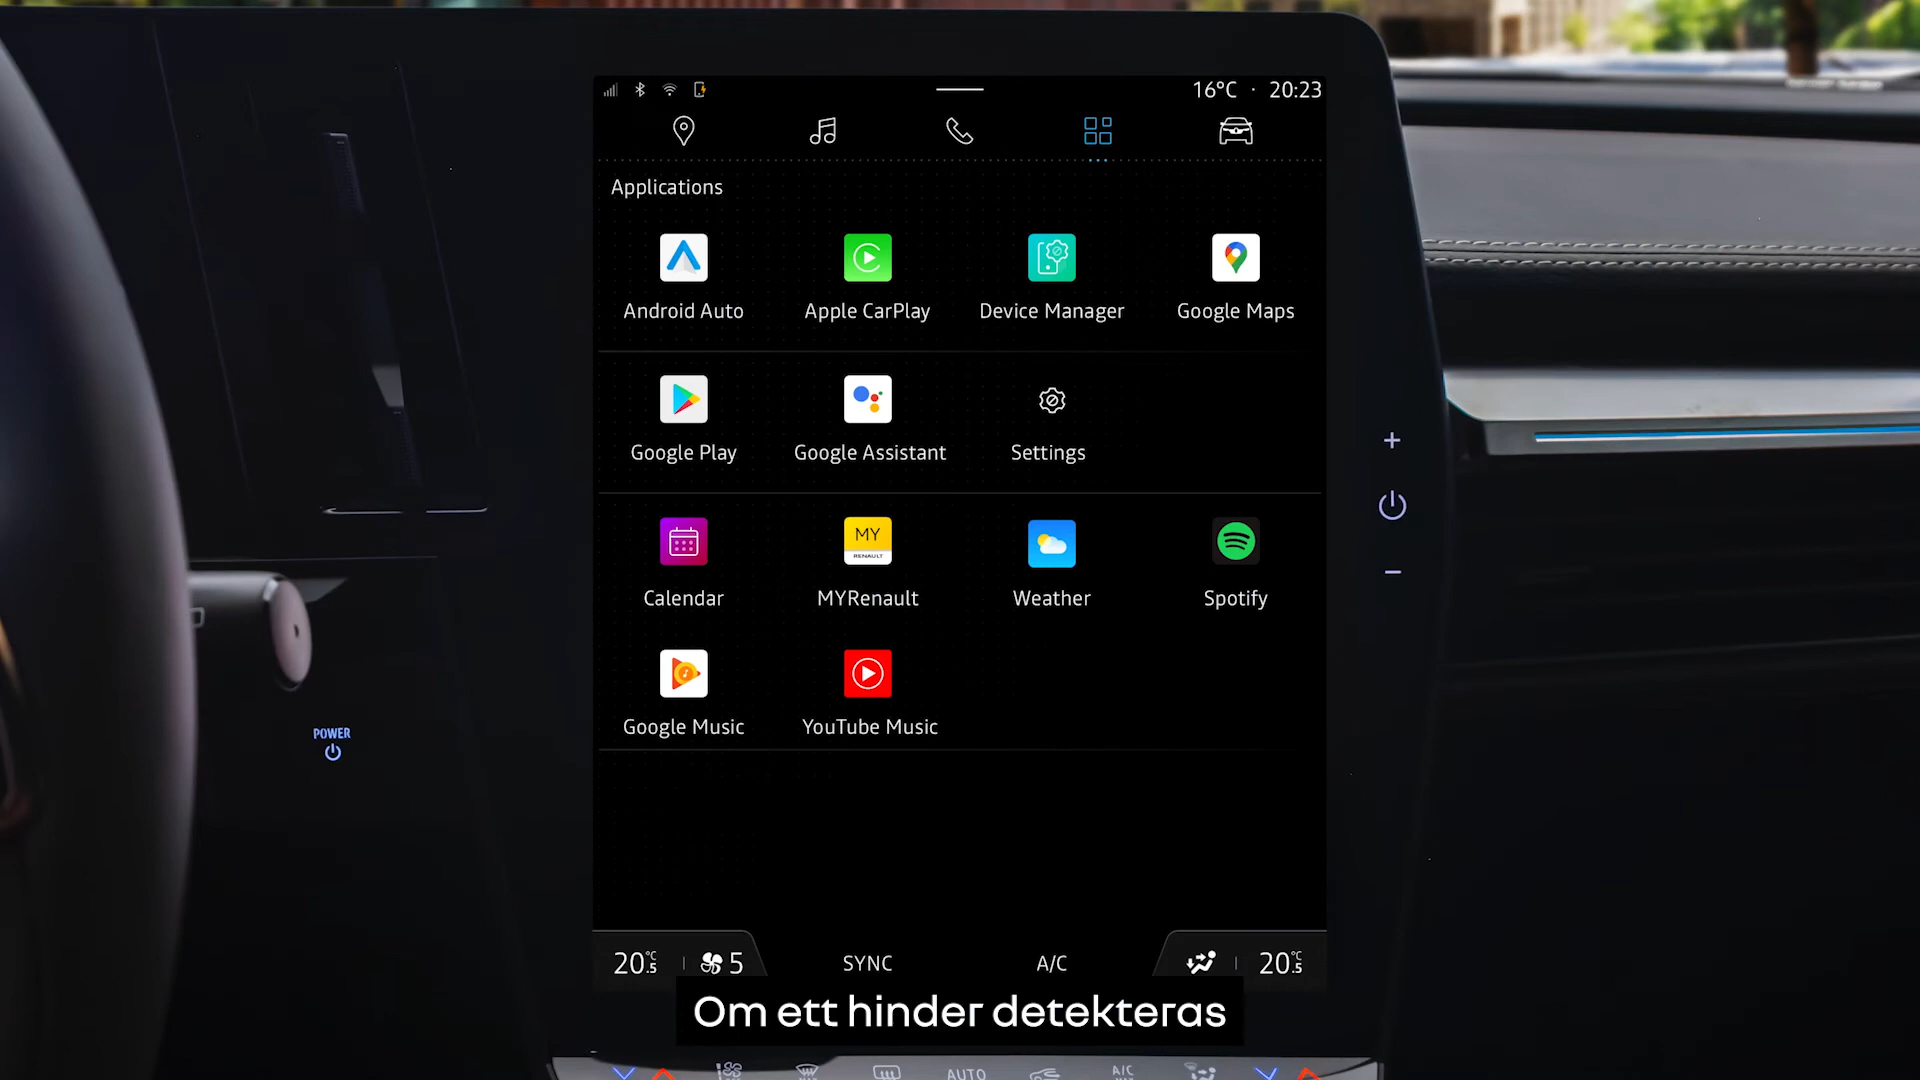 16°C · 20:23
Applications
Android Auto
Apple CarPlay
Device Manager
Google Maps
Google Play
Google Assistant
Settings
MY
RENAULT
Calendar
MYRenault
Weather
Spotify
Google Music
YouTube Music
+
−
POWER
20.5°C
5
SYNC
A/C
20.5°C
Om ett hinder detekteras
AUTO
A/C